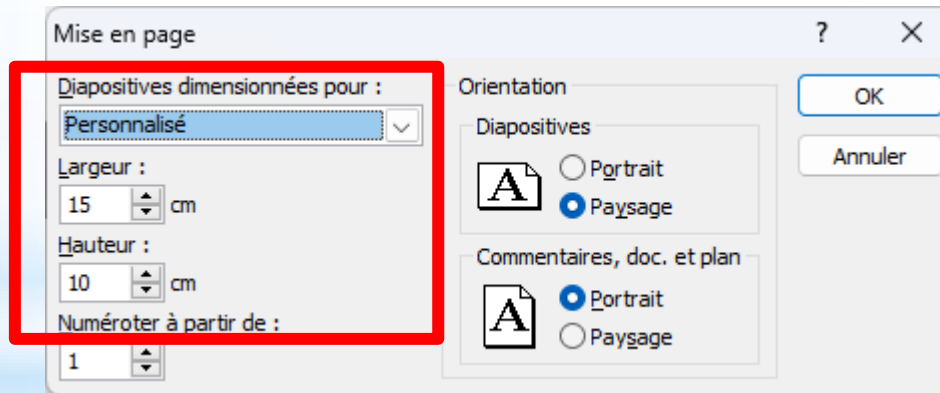 Mise en page
?
Diapositives dimensionnées pour :
Personnalisé
Largeur :
15 cm
Hauteur :
10 cm
Numéroter à partir de :
1
Orientation
Diapositives
A
Portrait
Paysage
Commentaires, doc. et plan
A
Portrait
Paysage
OK
Annuler